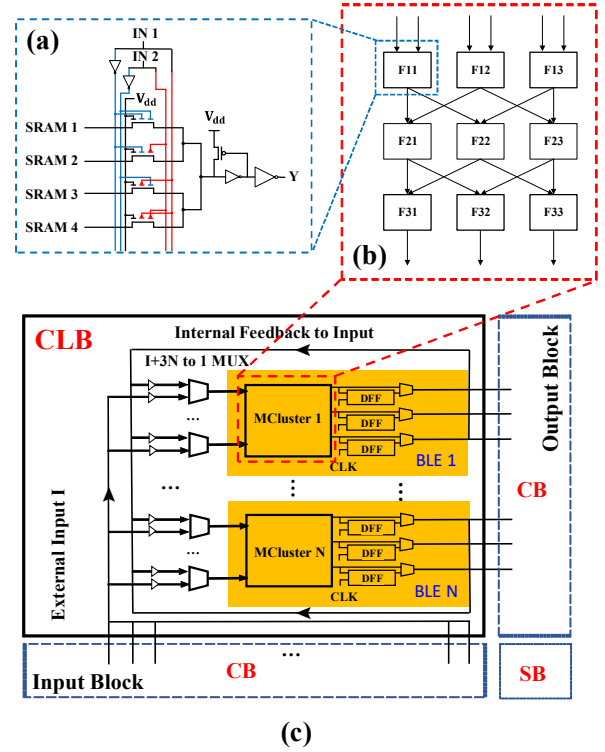 (a)
IN 1
IN 2
Vdd
SRAM 1
SRAM 2
SRAM 3
SRAM 4
Vdd
Y
F11
F12
F13
F21
F22
F23
F31
F32
F33
(b)
CLB
Internal Feedback to Input
I+3N to 1 MUX
...
MCluster 1
DFF
DFF
DFF
CLK
BLE 1
...
...
...
...
MCluster N
DFF
DFF
DFF
CLK
BLE N
External Input I
Output Block
CB
...
CB
Input Block
SB
(c)